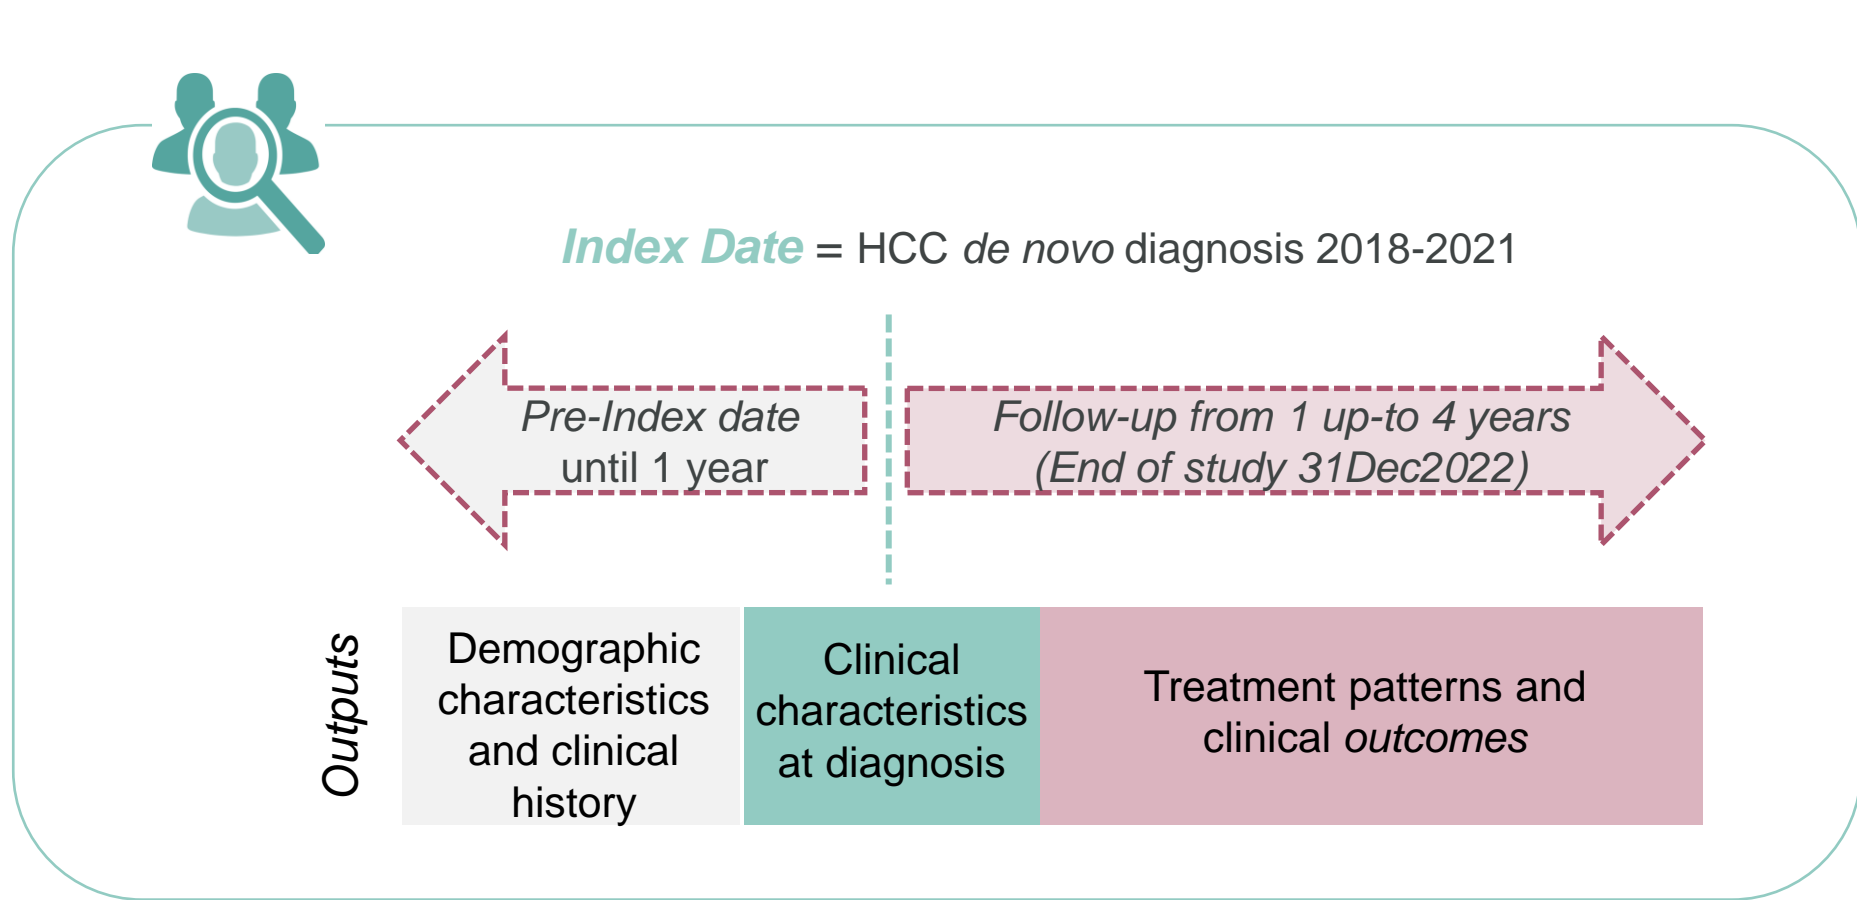 Index Date = HCC de novo diagnosis 2018-2021
Pre-Index date
until 1 year
Follow-up from 1 up-to 4 years
(End of study 31Dec2022)
Outputs
Demographic
characteristics
and clinical
history
Clinical
characteristics
at diagnosis
Treatment patterns and
clinical outcomes